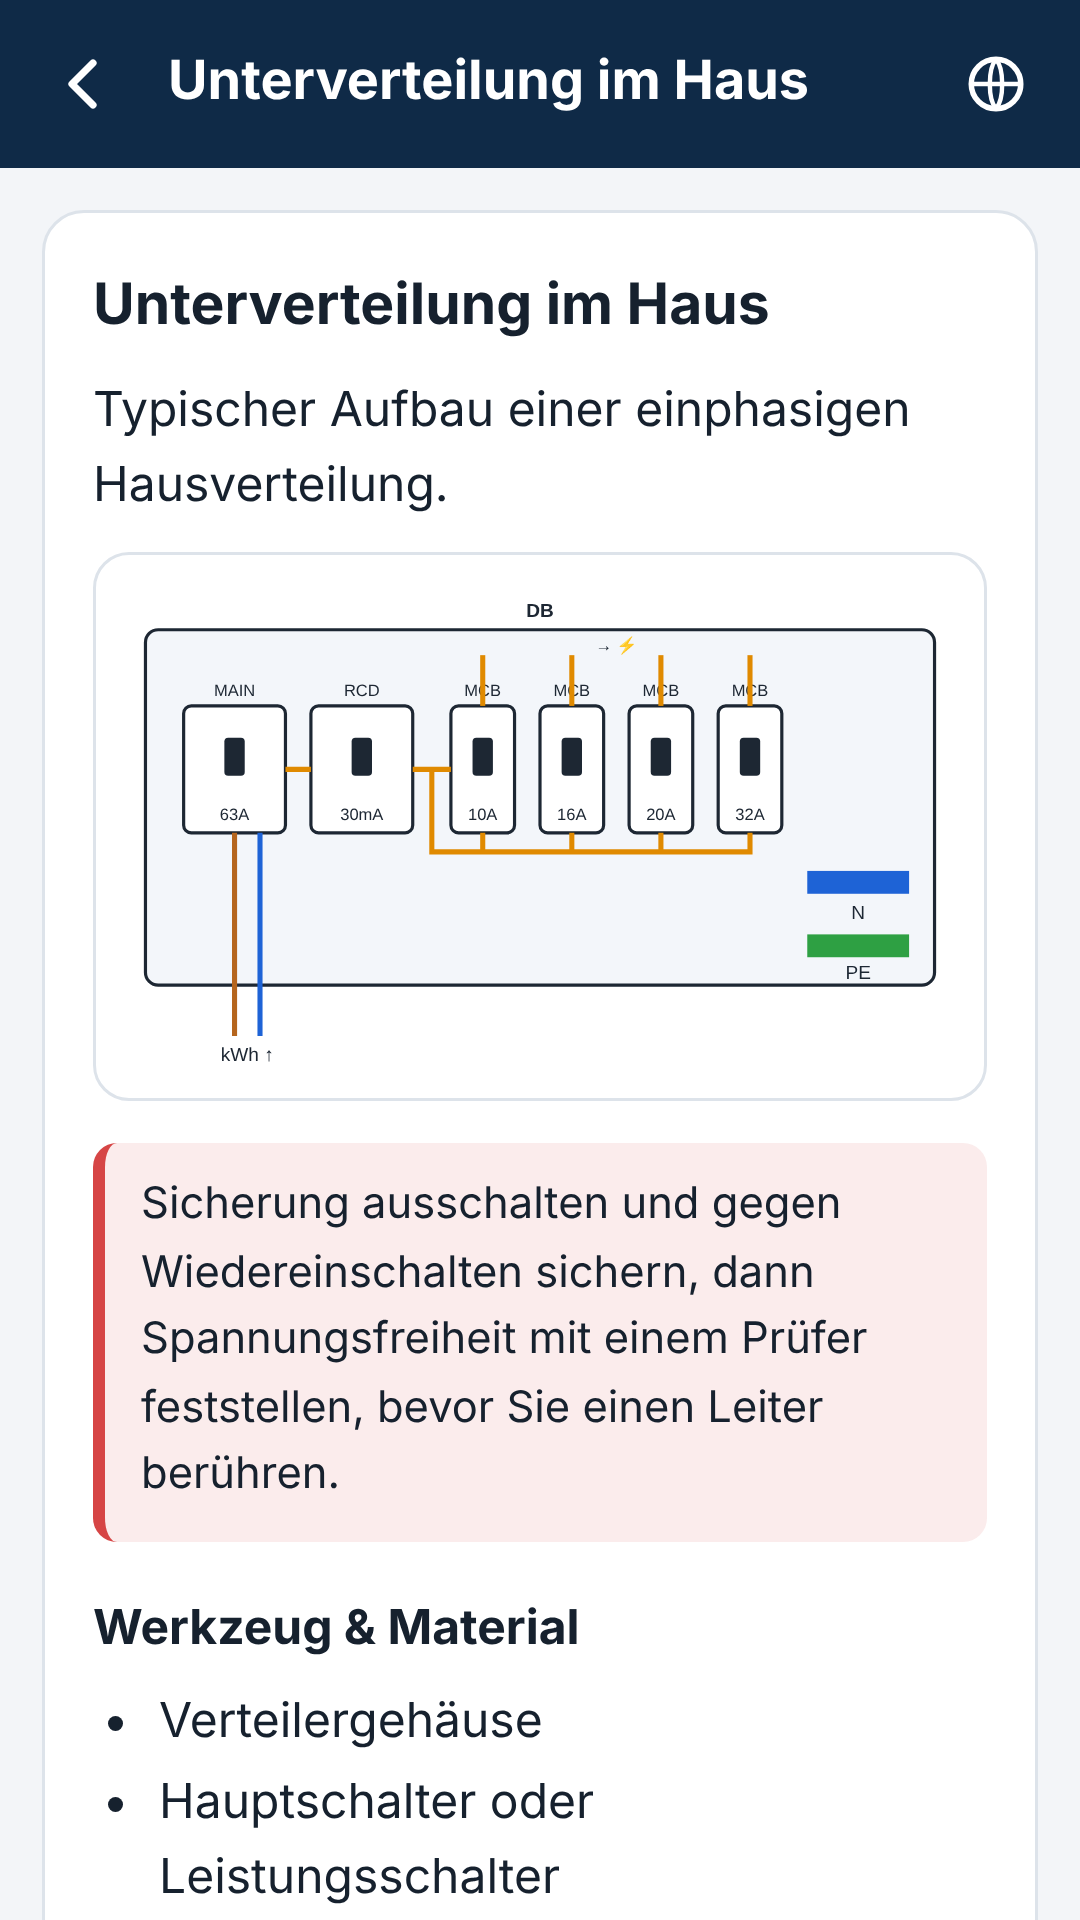 Unterverteilung im Haus
Unterverteilung im Haus
Typischer Aufbau einer einphasigen
Hausverteilung.
DB
→ ⚡
MAIN RCD MCB MCB MCB MCB
63A 30mA 10A 16A 20A 32A
N
PE
kWh ↑
Sicherung ausschalten und gegen
Wiedereinschalten sichern, dann
Spannungsfreiheit mit einem Prüfer
feststellen, bevor Sie einen Leiter
berühren.
Werkzeug & Material
• Verteilergehäuse
• Hauptschalter oder
Leistungsschalter